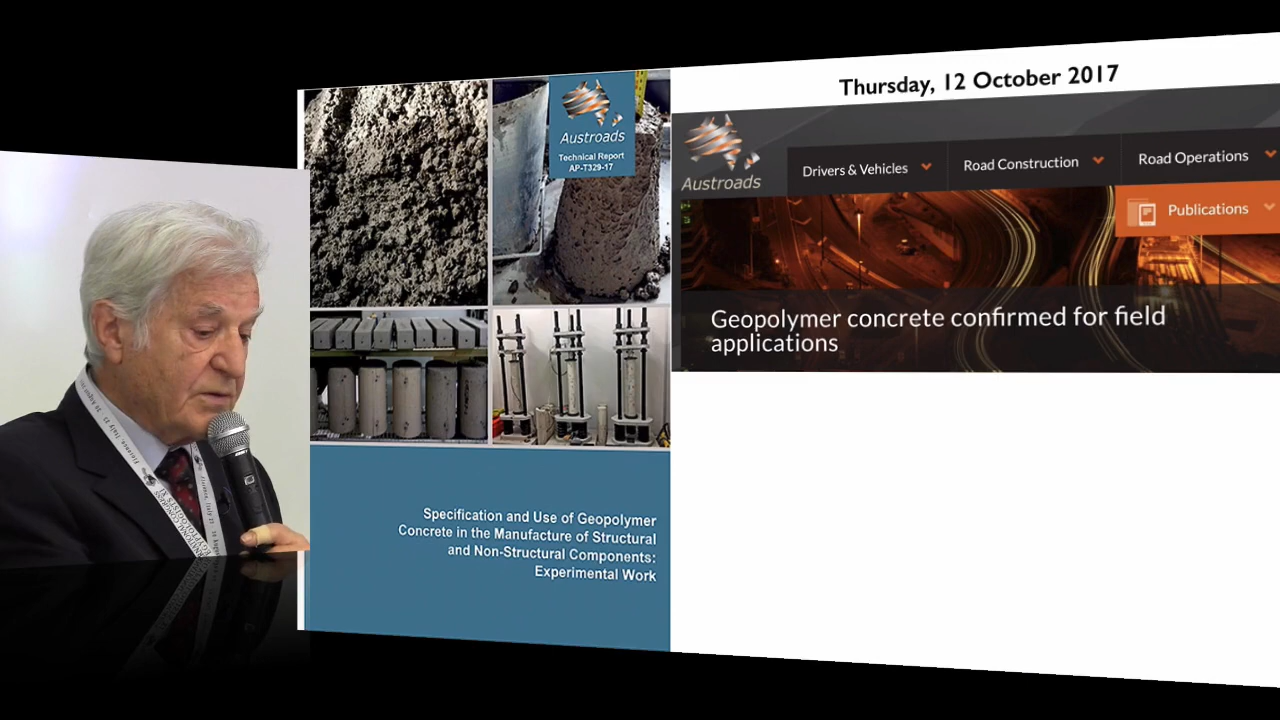 Thursday, 12 October 2017
Austroads
Technical Report
AP-T329-17
Austroads
Drivers & Vehicles
Road Construction
Road Operations
Publications
Geopolymer concrete confirmed for field
applications
Specification and Use of Geopolymer
Concrete in the Manufacture of Structural
and Non-Structural Components:
Experimental Work